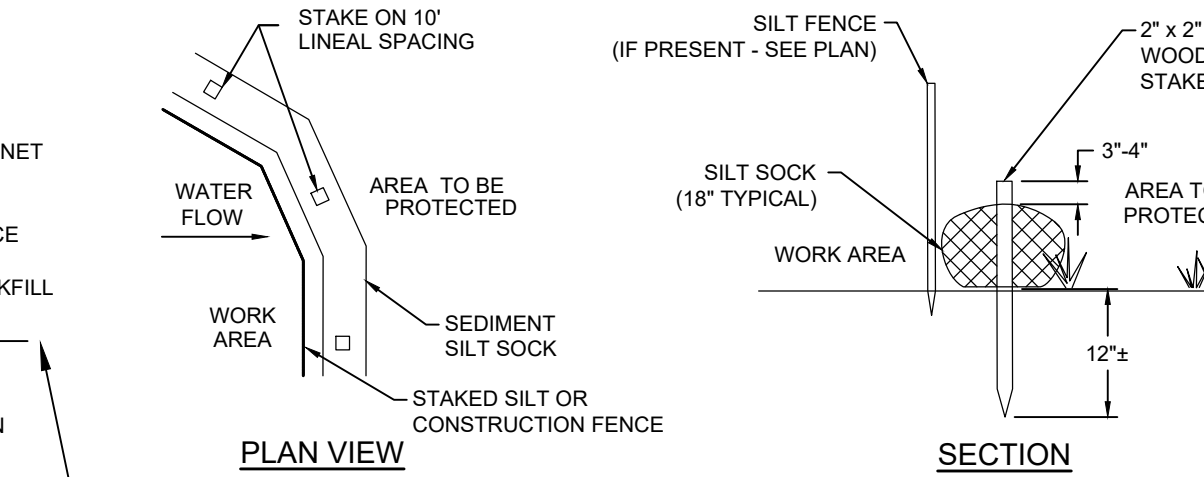 NET
CE
KFILL
N
STAKE ON 10'
LINEAL SPACING
WATER
FLOW
AREA TO BE
PROTECTED
WORK
AREA
SEDIMENT
SILT SOCK
STAKED SILT OR
CONSTRUCTION FENCE
PLAN VIEW
SILT FENCE
(IF PRESENT - SEE PLAN)
2" x 2"
WOOD
STAKE
3"-4"
SILT SOCK
(18" TYPICAL)
AREA TO
PROTEC
WORK AREA
12"±
SECTION